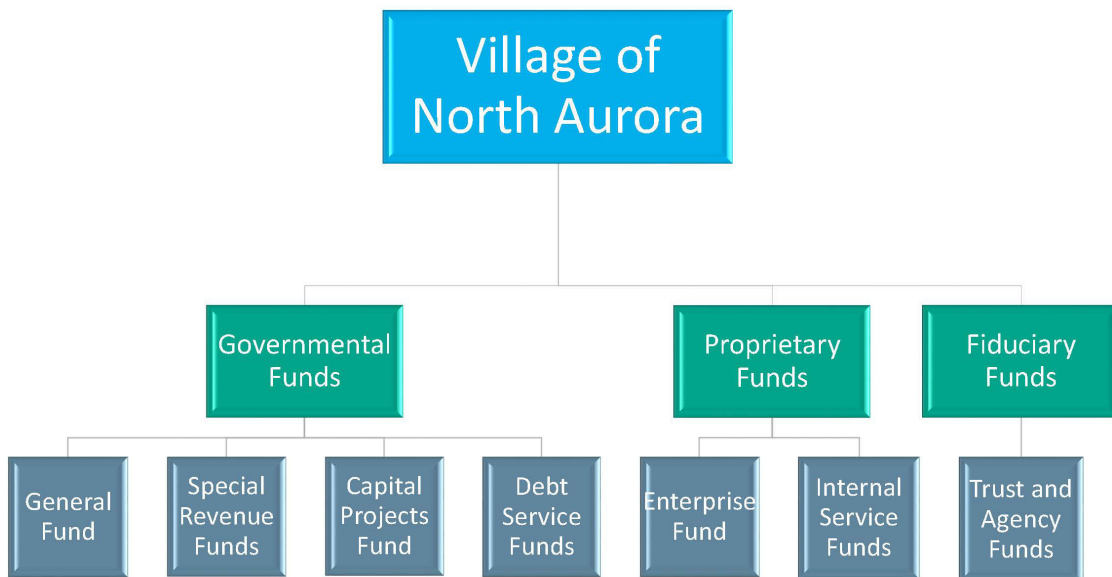 Village of
North Aurora
Governmental
Funds
Proprietary
Funds
Fiduciary
Funds
General
Fund
Special
Revenue
Funds
Capital
Projects
Fund
Debt
Service
Funds
Enterprise
Fund
Internal
Service
Funds
Trust and
Agency
Funds